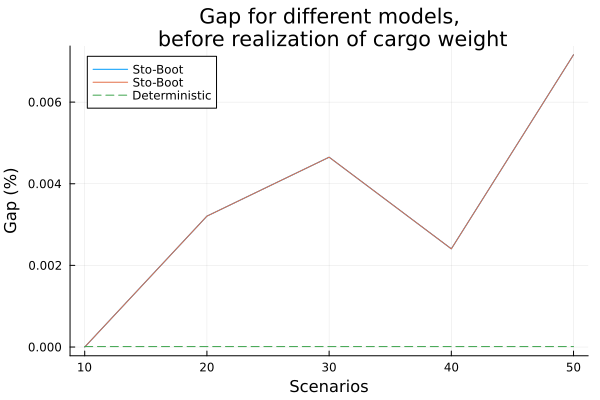 Gap for different models,
before realization of cargo weight
Sto-Boot
Sto-Boot
Deterministic
Gap (%)
0.006
0.004
0.002
0.000
10 20 30 40 50
Scenarios